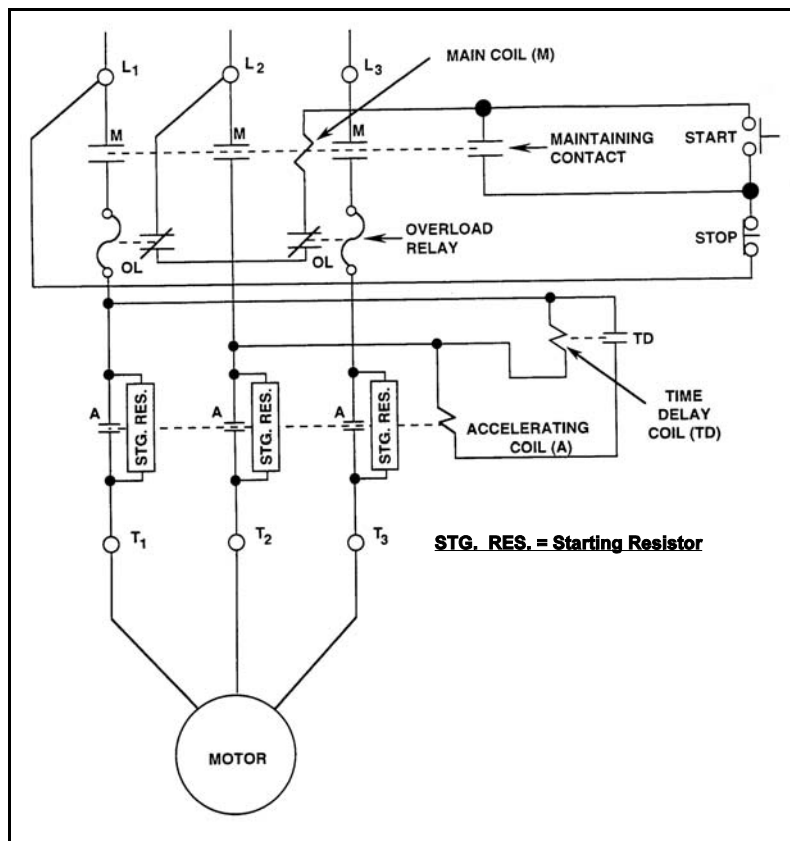 L1
L2
L3
MAIN COIL (M)
M
M
M
MAINTAINING
CONTACT
START
OVERLOAD
RELAY
STOP
OL
OL
TD
A
STG. RES.
A
STG. RES.
A
STG. RES.
ACCELERATING
COIL (A)
TIME
DELAY
COIL (TD)
T1
T2
T3
STG. RES. = Starting Resistor
MOTOR